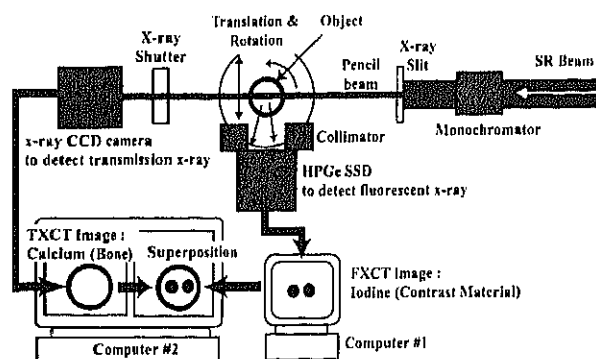 Translation &
Rotation
Object
X-ray
Shutter
X-ray
Slit
Pencil
beam
SR Beam
Monochromator
Collimator
x-ray CCD camera
to detect transmission x-ray
HPGe SSD
to detect fluorescent x-ray
TXCT Image :
Calcium (Bone)
Superposition
FXCT Image :
Iodine (Contrast Material)
Computer #1
Computer #2